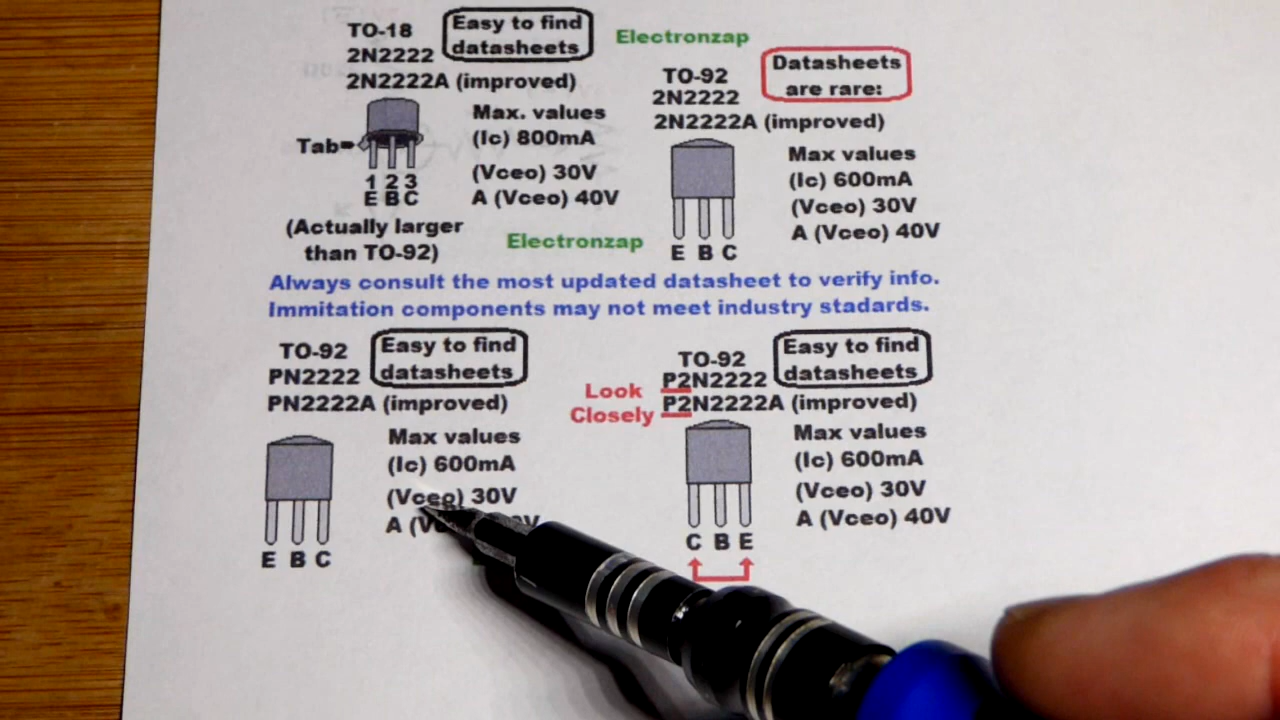 TO-18
2N2222
2N2222A (improved)
Easy to find
datasheets
Electronzap
Tab
Max. values
(Ic) 800mA
(Vceo) 30V
A (Vceo) 40V
1 2 3
E B C
(Actually larger
than TO-92)
Electronzap
TO-92
2N2222
2N2222A (improved)
Datasheets
are rare:
Max values
(Ic) 600mA
(Vceo) 30V
A (Vceo) 40V
E B C
Always consult the most updated datasheet to verify info.
Immitation components may not meet industry stadards.
TO-92
PN2222
PN2222A (improved)
Easy to find
datasheets
Max values
(Ic) 600mA
(Vceo) 30V
A
E B C
Look
Closely
TO-92
P2N2222
P2N2222A (improved)
Easy to find
datasheets
Max values
(Ic) 600mA
(Vceo) 30V
A (Vceo) 40V
C B E